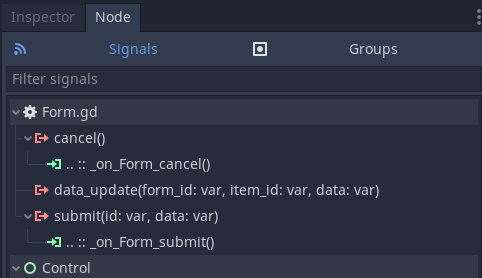 Inspector Node
Signals Groups
Filter signals
Form.gd
cancel()
.. :: _on_Form_cancel()
data_update(form_id: var, item_id: var, data: var)
submit(id: var, data: var)
.. :: _on_Form_submit()
Control